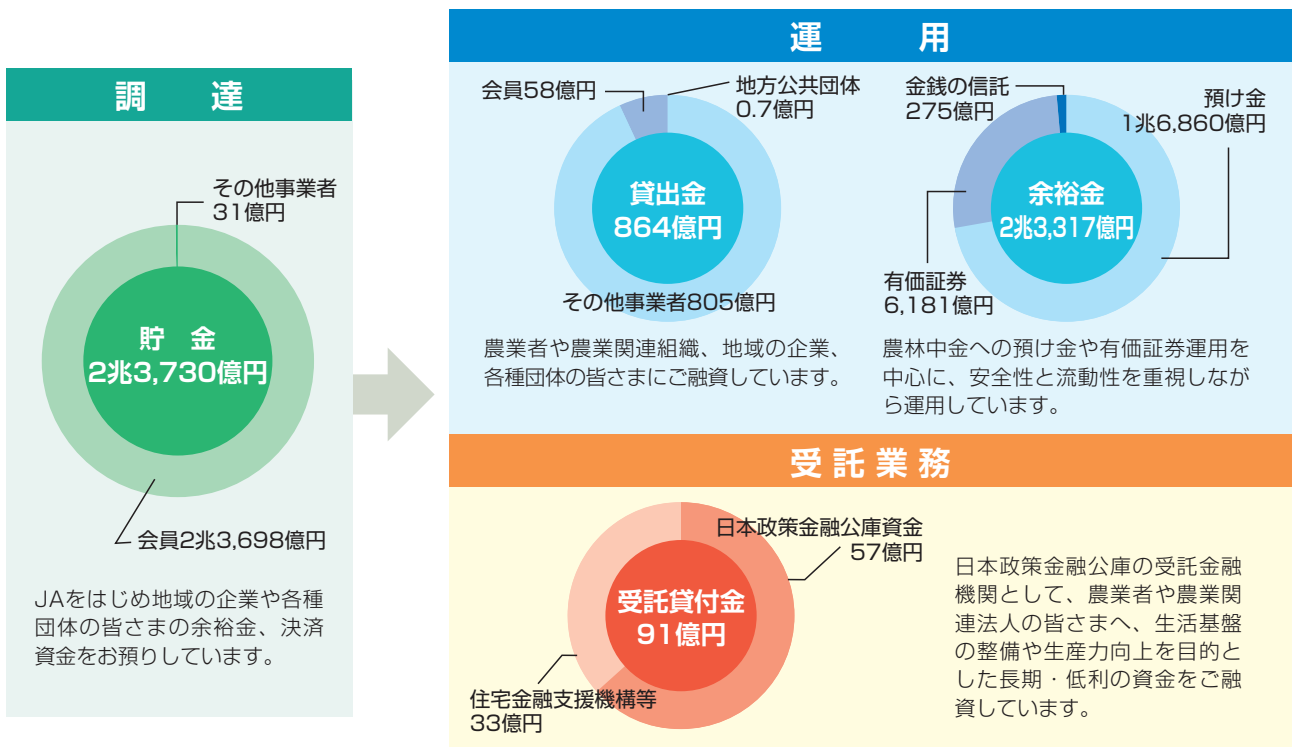 調　達
その他事業者
31億円
貯　金
2兆3,730億円
会員2兆3,698億円
JAをはじめ地域の企業や各種
団体の皆さまの余裕金、決済
資金をお預りしています。
運　用
会員58億円
地方公共団体
0.7億円
貸出金
864億円
その他事業者805億円
農業者や農業関連組織、地域の企業、
各種団体の皆さまにご融資しています。
金銭の信託
275億円
預け金
1兆6,860億円
余裕金
2兆3,317億円
有価証券
6,181億円
農林中金への預け金や有価証券運用を
中心に、安全性と流動性を重視しなが
ら運用しています。
受託業務
日本政策金融公庫資金
57億円
受託貸付金
91億円
住宅金融支援機構等
33億円
日本政策金融公庫の受託金融
機関として、農業者や農業関
連法人の皆さまへ、生活基盤
の整備や生産力向上を目的と
した長期・低利の資金をご融
資しています。